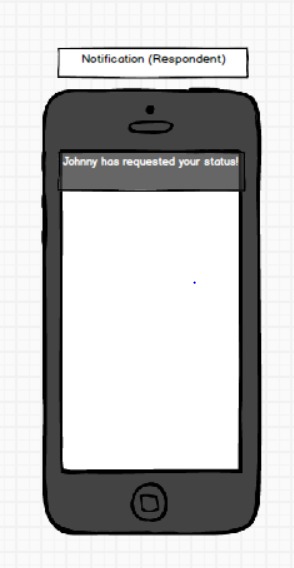 Notification (Respondent)
Johnny has requested your status!